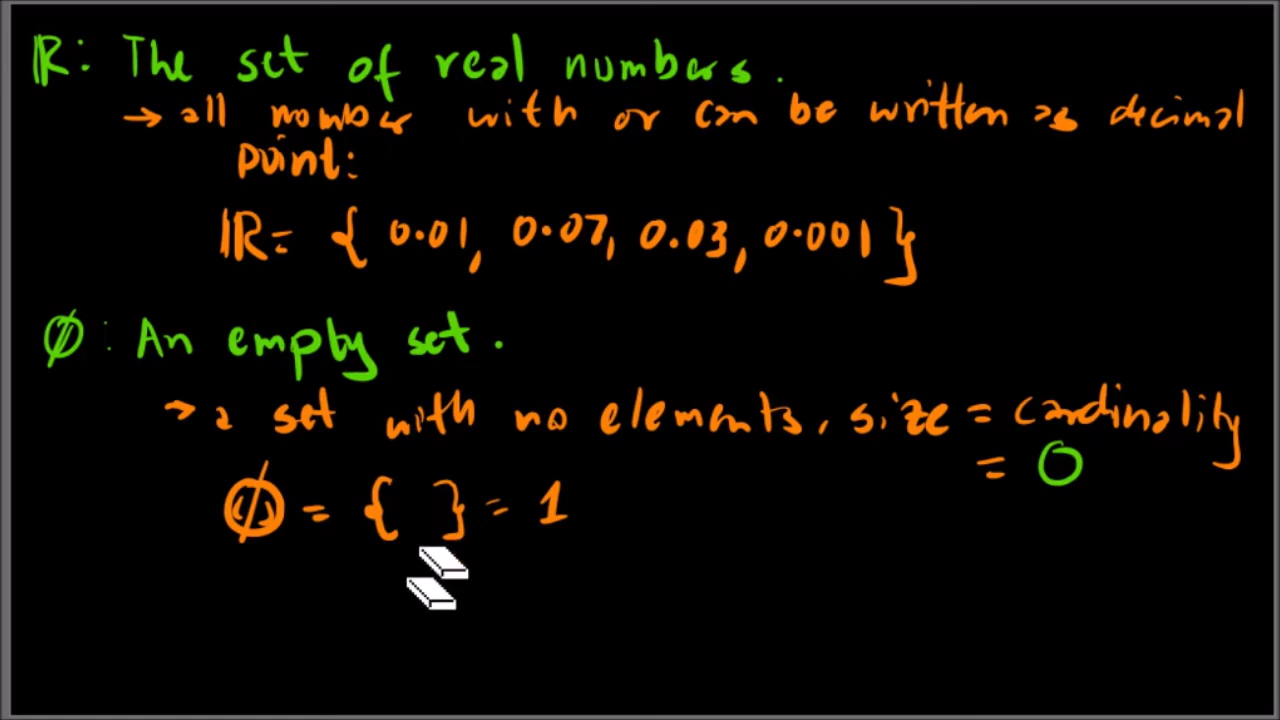 ℝ: The set of real numbers.
→ all number with or can be written as decimal
point:
ℝ = { 0.01, 0.07, 0.03, 0.001 }
∅: An empty set.
→ a set with no elements, size = cardinality
= 0
∅ = { } = 1